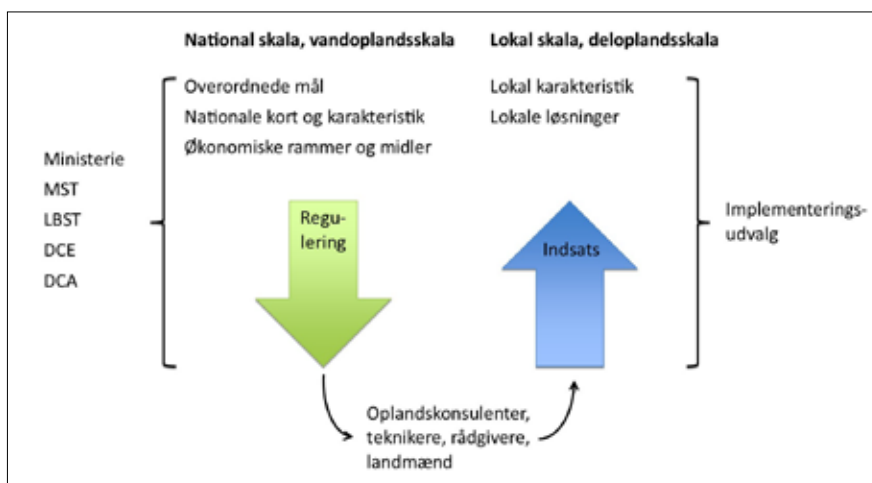 National skala, vandoplandsskala
Overordnede mål
Nationale kort og karakteristik
Økonomiske rammer og midler
Lokal skala, deloplandsskala
Lokal karakteristik
Lokale løsninger
Ministerie
MST
LBST
DCE
DCA
Regu-
lering
Indsats
Implementerings-
udvalg
Oplandskonsulenter,
teknikere, rådgivere,
landmænd